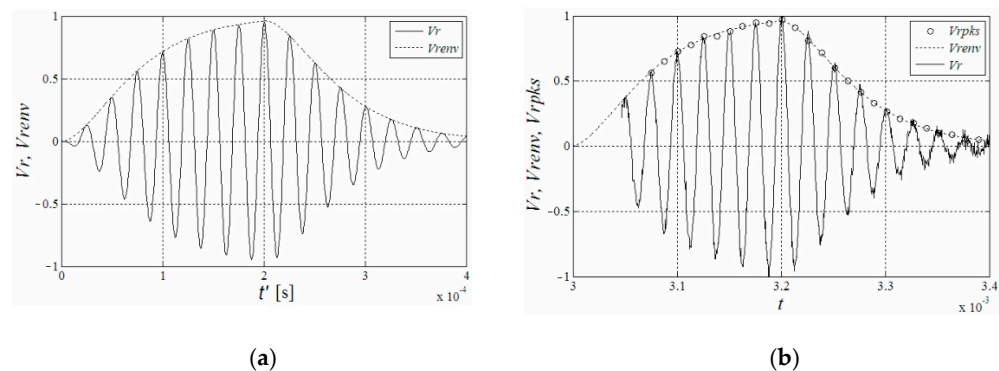 1
0.5
0
-0.5
-1
Vr, Vrenv
Vr
Vrenv
0
1
2
3
4
t' [s]
x 10⁻⁴
(a)
1
0.5
0
-0.5
-1
Vr, Vrenv, Vrpks
Vrpks
Vrenv
Vr
3
3.1
3.2
3.3
3.4
t
x 10⁻³
(b)